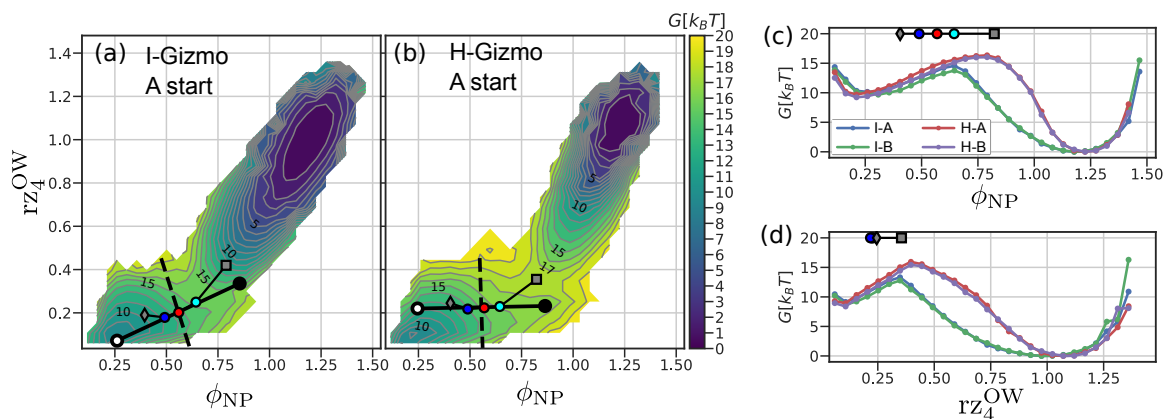 G[k_BT]
(a)
I-Gizmo
A start
(b)
H-Gizmo
A start
rz₄^OW
1.4
1.2
1.0
0.8
0.6
0.4
0.2
5
10
15
15
10
5
10
15
17
15
10
0.25 0.50 0.75 1.00 1.25 1.50
0.25 0.50 0.75 1.00 1.25 1.50
ϕ_NP
ϕ_NP
20
19
18
17
16
15
14
13
12
11
10
9
8
7
6
5
4
3
2
1
0
(c)
G[k_BT]
20
15
10
5
0
I-A
I-B
H-A
H-B
0.25 0.50 0.75 1.00 1.25 1.50
ϕ_NP
(d)
G[k_BT]
20
15
10
5
0
0.25 0.50 0.75 1.00 1.25
rz₄^OW